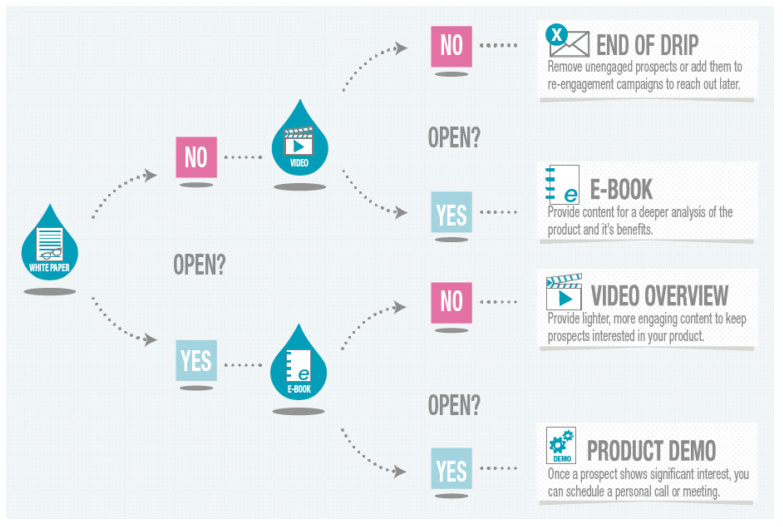 NO
X
END OF DRIP
Remove unengaged prospects or add them to
re-engagement campaigns to reach out later.
VIDEO
NO
OPEN?
YES
e
E-BOOK
Provide content for a deeper analysis of the
product and it's benefits.
WHITE PAPER
OPEN?
NO
VIDEO OVERVIEW
Provide lighter, more engaging content to keep
prospects interested in your product.
YES
e
E-BOOK
OPEN?
YES
DEMO
PRODUCT DEMO
Once a prospect shows significant interest, you
can schedule a personal call or meeting.